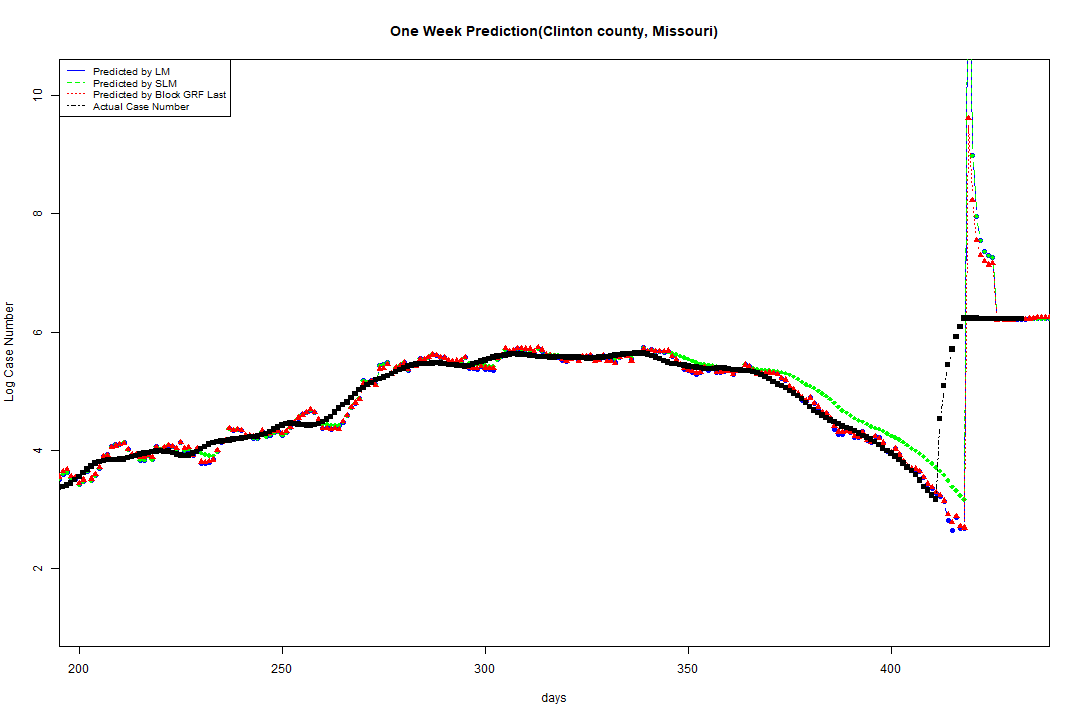 One Week Prediction(Clinton county, Missouri)
Predicted by LM
Predicted by SLM
Predicted by Block GRF Last
Actual Case Number
10
8
6
4
2
Log Case Number
200 250 300 350 400
days